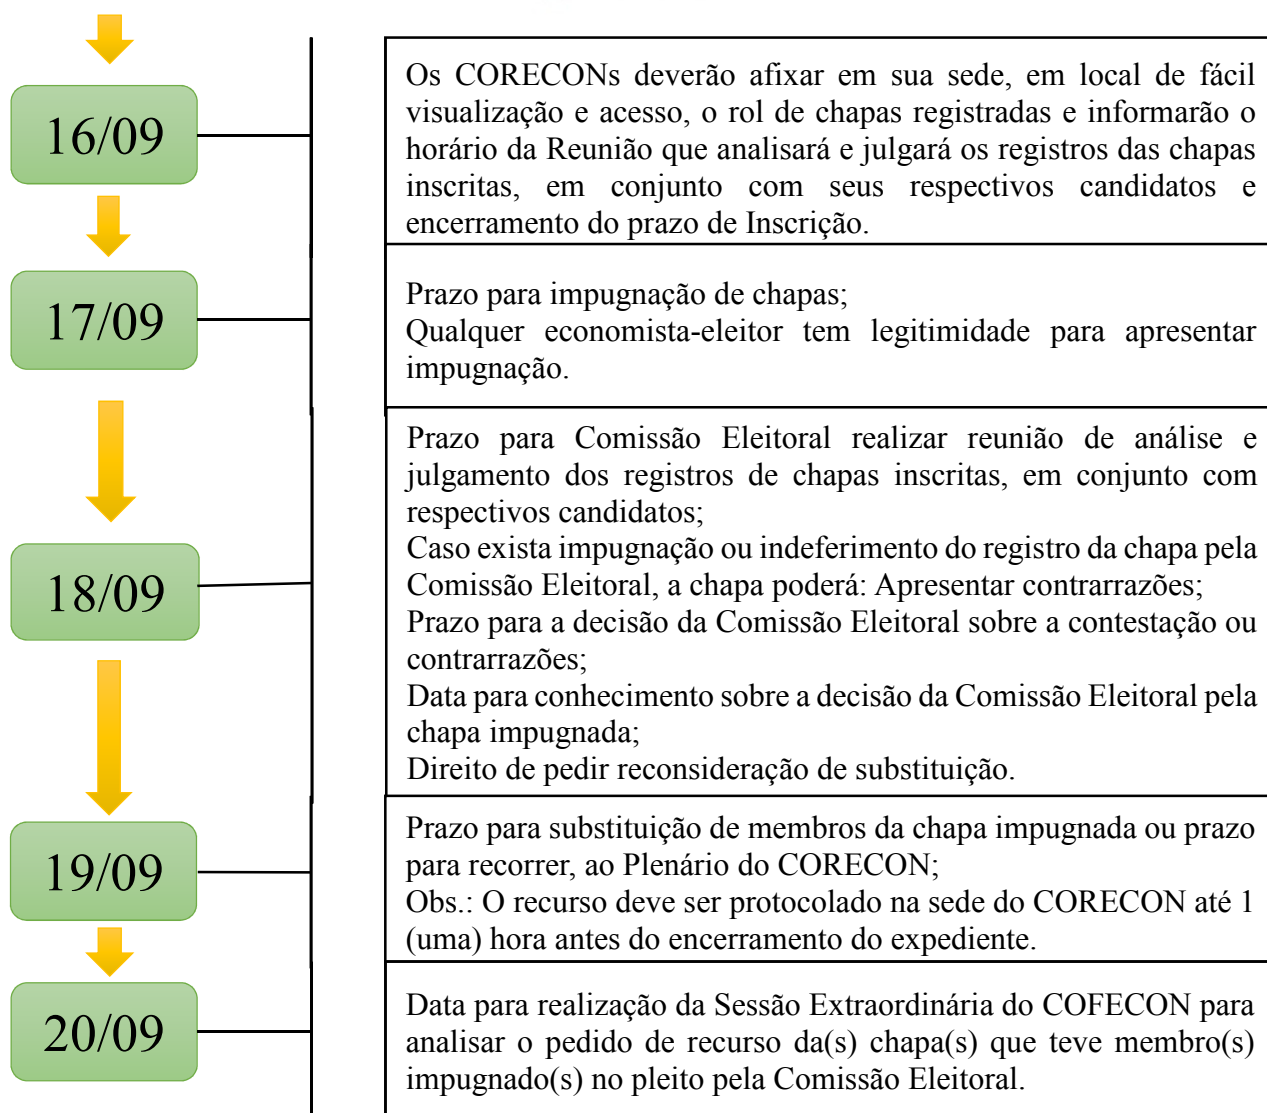 16/09
Os CORECONs deverão afixar em sua sede, em local de fácil
visualização e acesso, o rol de chapas registradas e informarão o
horário da Reunião que analisará e julgará os registros das chapas
inscritas, em conjunto com seus respectivos candidatos e
encerramento do prazo de Inscrição.
17/09
Prazo para impugnação de chapas;
Qualquer economista-eleitor tem legitimidade para apresentar
impugnação.
18/09
Prazo para Comissão Eleitoral realizar reunião de análise e
julgamento dos registros de chapas inscritas, em conjunto com
respectivos candidatos;
Caso exista impugnação ou indeferimento do registro da chapa pela
Comissão Eleitoral, a chapa poderá: Apresentar contrarrazões;
Prazo para a decisão da Comissão Eleitoral sobre a contestação ou
contrarrazões;
Data para conhecimento sobre a decisão da Comissão Eleitoral pela
chapa impugnada;
Direito de pedir reconsideração de substituição.
19/09
Prazo para substituição de membros da chapa impugnada ou prazo
para recorrer, ao Plenário do CORECON;
Obs.: O recurso deve ser protocolado na sede do CORECON até 1
(uma) hora antes do encerramento do expediente.
20/09
Data para realização da Sessão Extraordinária do COFECON para
analisar o pedido de recurso da(s) chapa(s) que teve membro(s)
impugnado(s) no pleito pela Comissão Eleitoral.